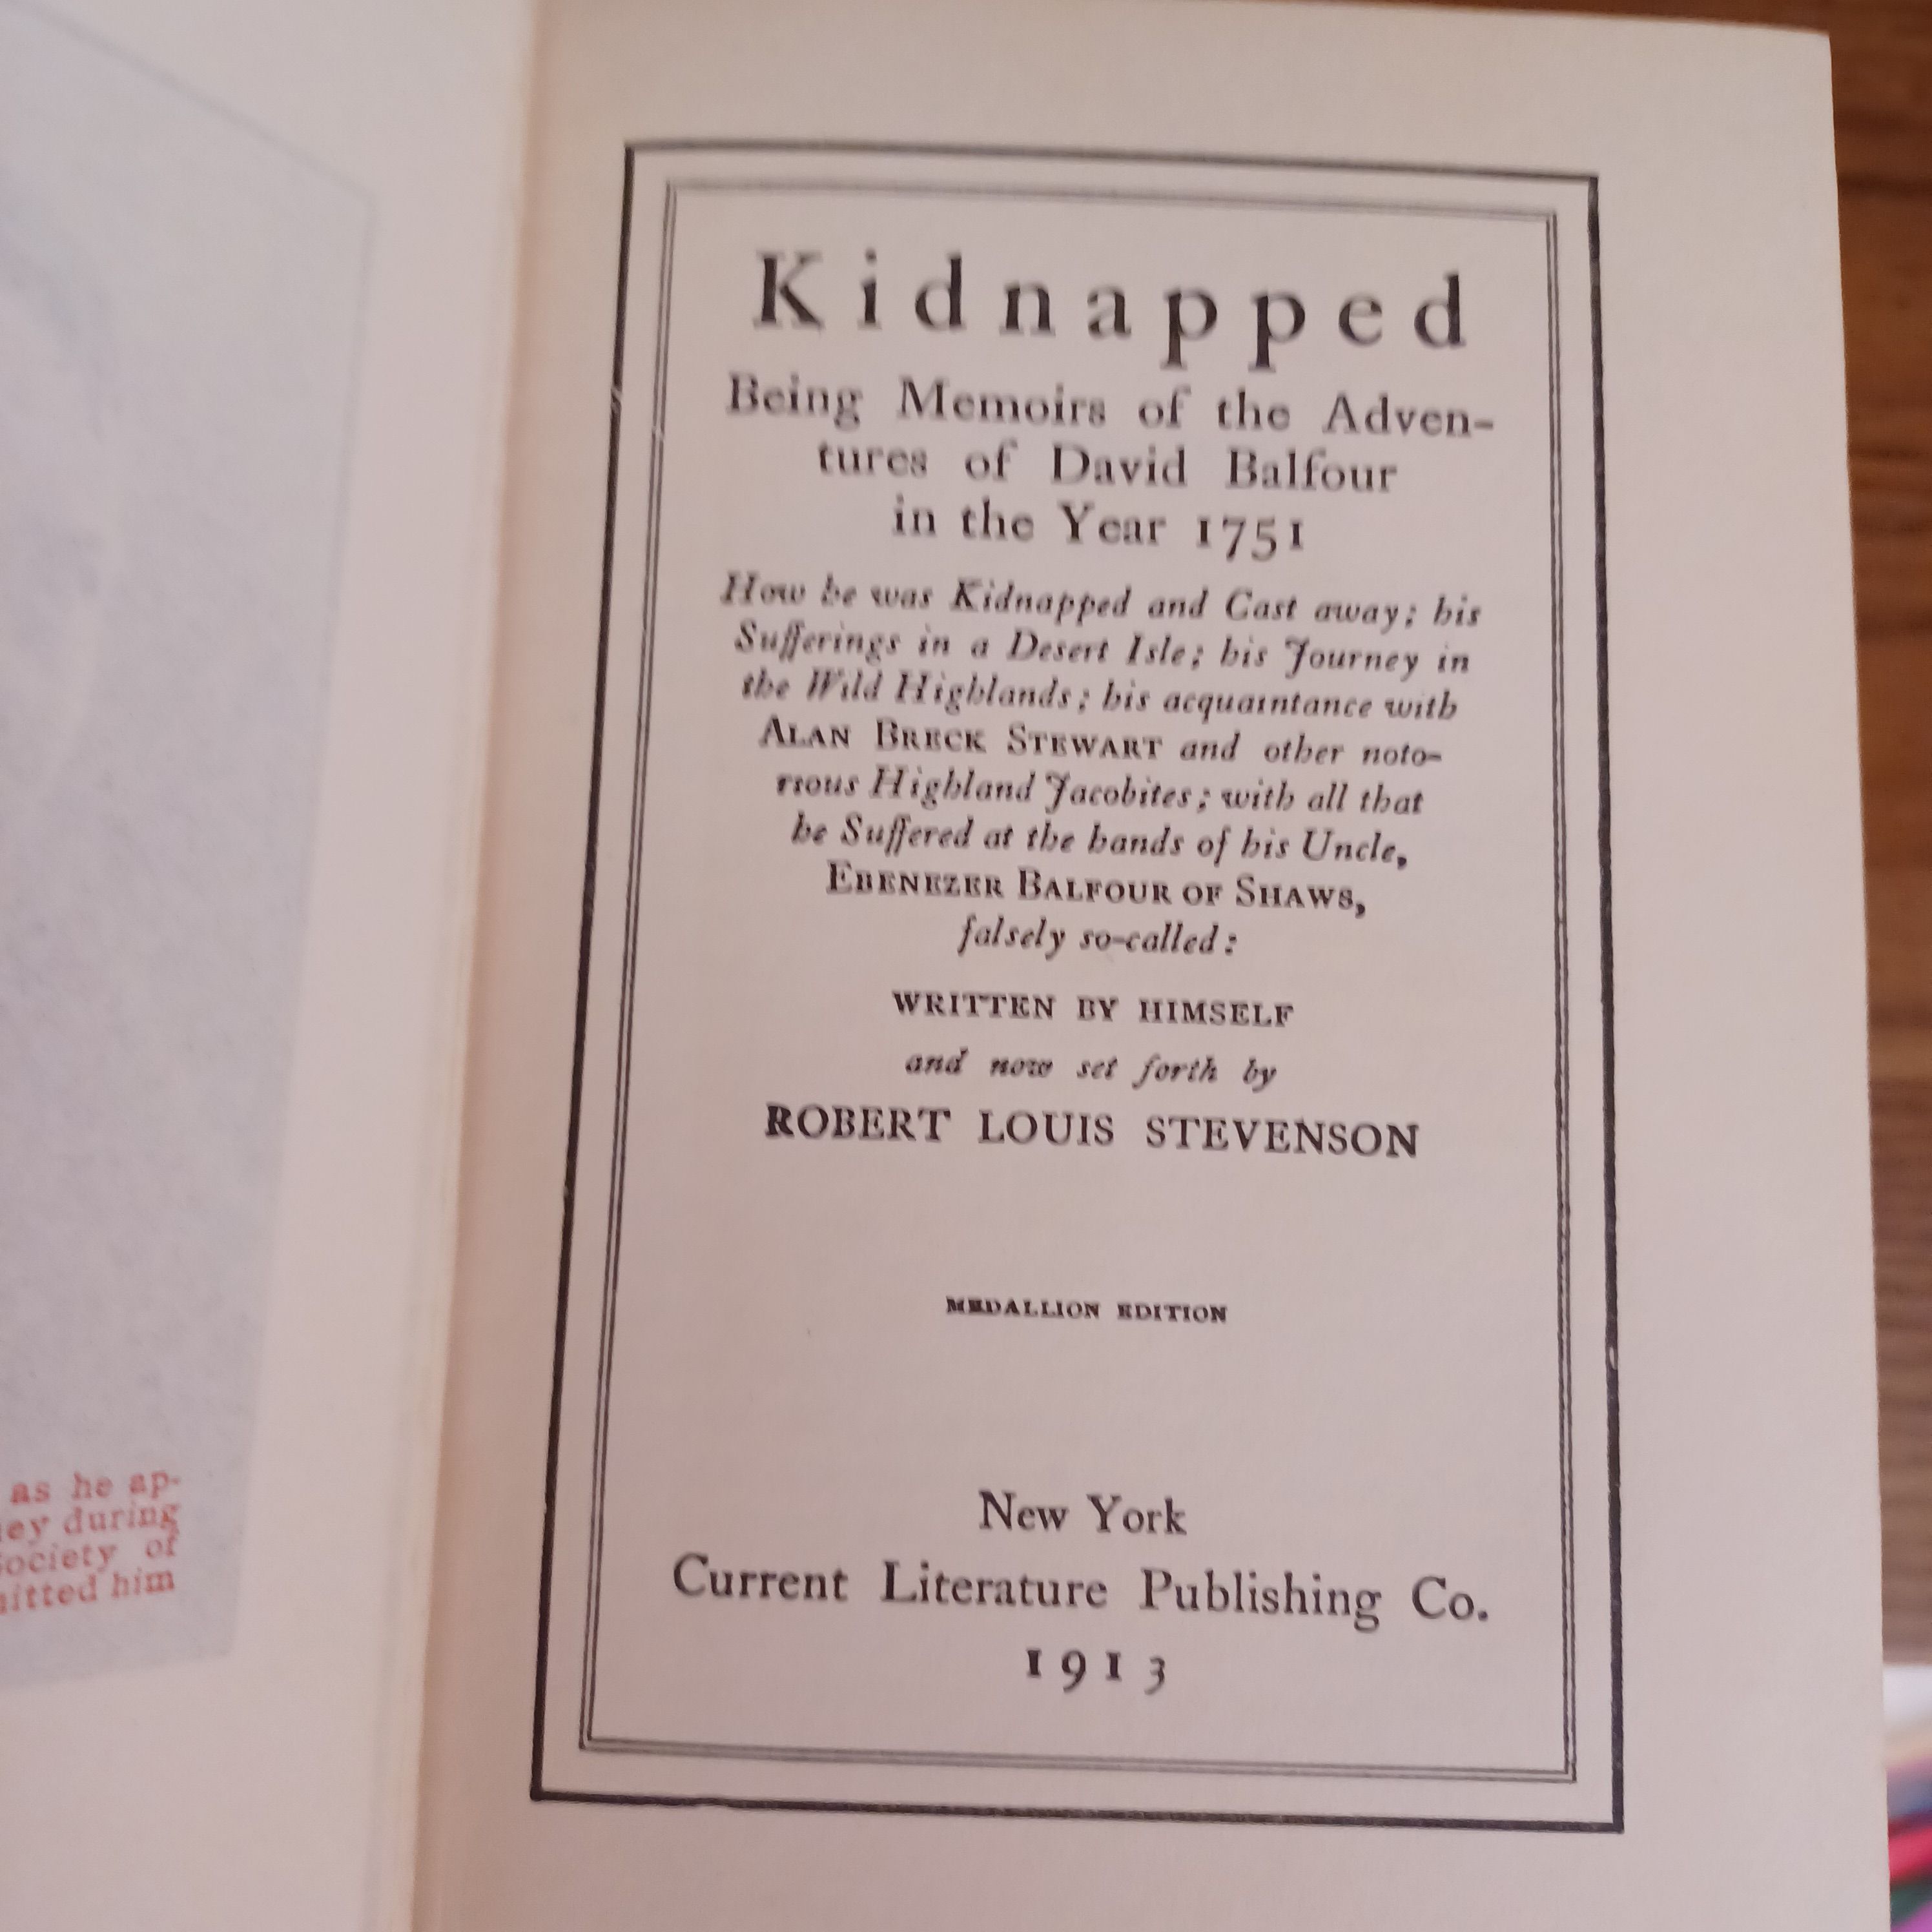 as he ap-
during
of
him
Kidnapped
Being Memoirs of the Adven-
tures of David Balfour
in the Year 1751
How he was Kidnapped and Cast away; his
Sufferings in a Desert Isle; his Journey in
the Wild Highlands; his acquaintance with
ALAN BRECK STEWART and other noto-
rious Highland Jacobites; with all that
he Suffered at the hands of his Uncle,
EBENEZER BALFOUR OF SHAWS,
falsely so-called:
WRITTEN BY HIMSELF
and now set forth by
ROBERT LOUIS STEVENSON
MEDALLION EDITION
New York
Current Literature Publishing Co.
1913